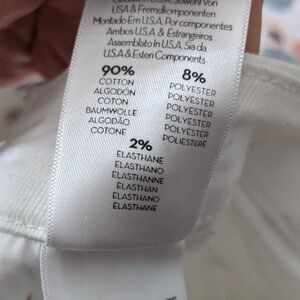 USA & Fremdkomponenten
Montado En U.S.A. Por componentes
Ambos U.S.A & Estrangeiros
Assemblato In U.S.A. Sia da
U.S.A & Esteri Components
90%
COTTON
ALGODÓN
COTON
BAUMWOLLE
ALGODÃO
COTONE
8%
POLYESTER
POLYESTER
POLYESTER
POLYESTER
POLYESTER
POLIESTERE
2%
ELASTHANE
ELASTHANO
ELASTHANNE
ELASTHAN
ELASTHANO
ELASTHANE